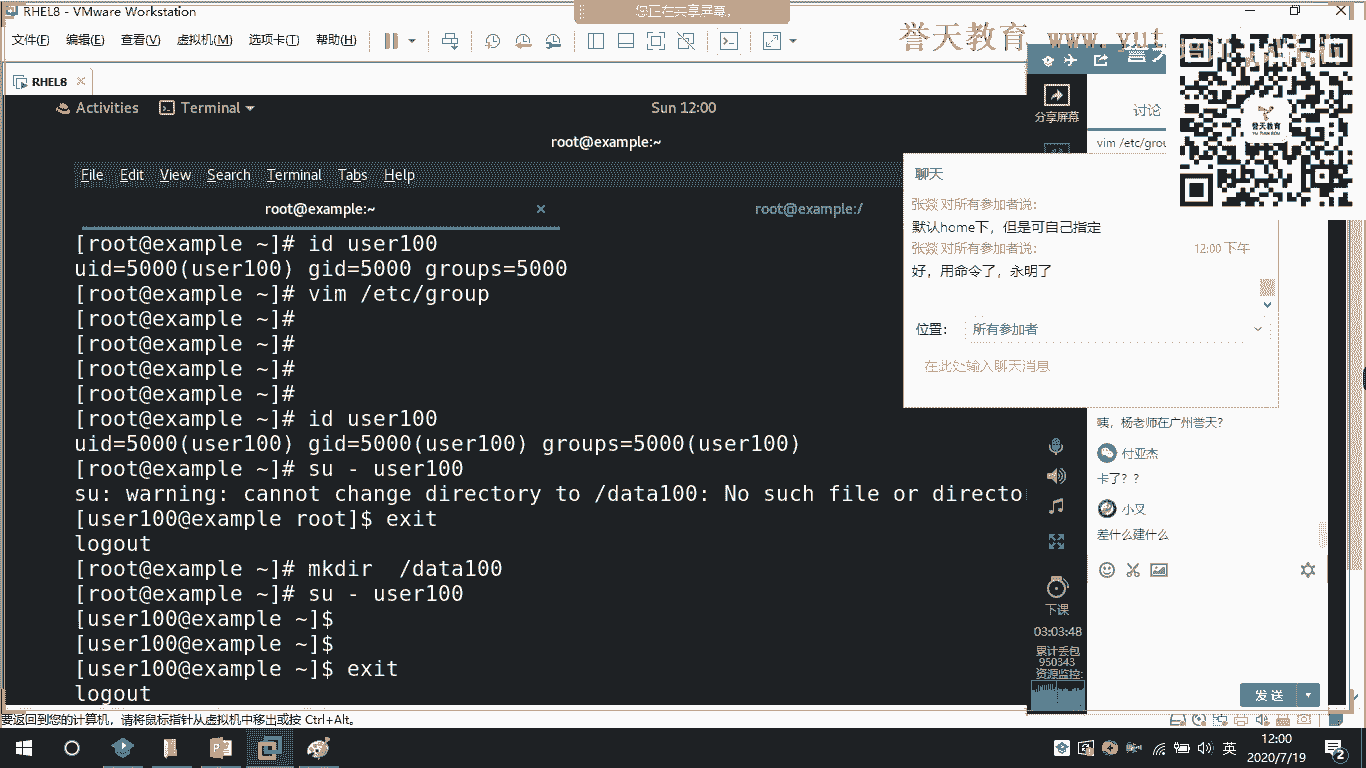 RHEL8 - VMware Workstation
您正在共享屏幕。
文件(F) 编辑(E) 查看(V) 虚拟机(M) 选项卡(T) 帮助(H)
誉天教育 www.yut
RHEL8
Activities Terminal Sun 12:00
root@example:~
File Edit View Search Terminal Tabs Help
root@example:~ root@example:/
[root@example ~]# id user100
uid=5000(user100) gid=5000 groups=5000
[root@example ~]# vim /etc/group
[root@example ~]#
[root@example ~]#
[root@example ~]#
[root@example ~]#
[root@example ~]# id user100
uid=5000(user100) gid=5000(user100) groups=5000(user100)
[root@example ~]# su - user100
su: warning: cannot change directory to /data100: No such file or directo
[user100@example root]$ exit
logout
[root@example ~]# mkdir  /data100
[root@example ~]# su - user100
[user100@example ~]$
[user100@example ~]$
[user100@example ~]$ exit
logout
分享屏幕
讨论
vim /etc/grou
誉天教育
聊天
张燚 对所有参加者说:
默认home下，但是可自己指定
张燚 对所有参加者说: 12:00 下午
好，用命令了，永明了
位置: 所有参加者
在此处输入聊天消息
咦，杨老师在广州誉天?
付亚杰
卡了? ?
小叉
差什么建什么
下课
03:03:48
累计丢包
950343
资源监控:
发送
要返回到您的计算机，请将鼠标指针从虚拟机中移出或按 Ctrl+Alt。
英
12:00
2020/7/19
2